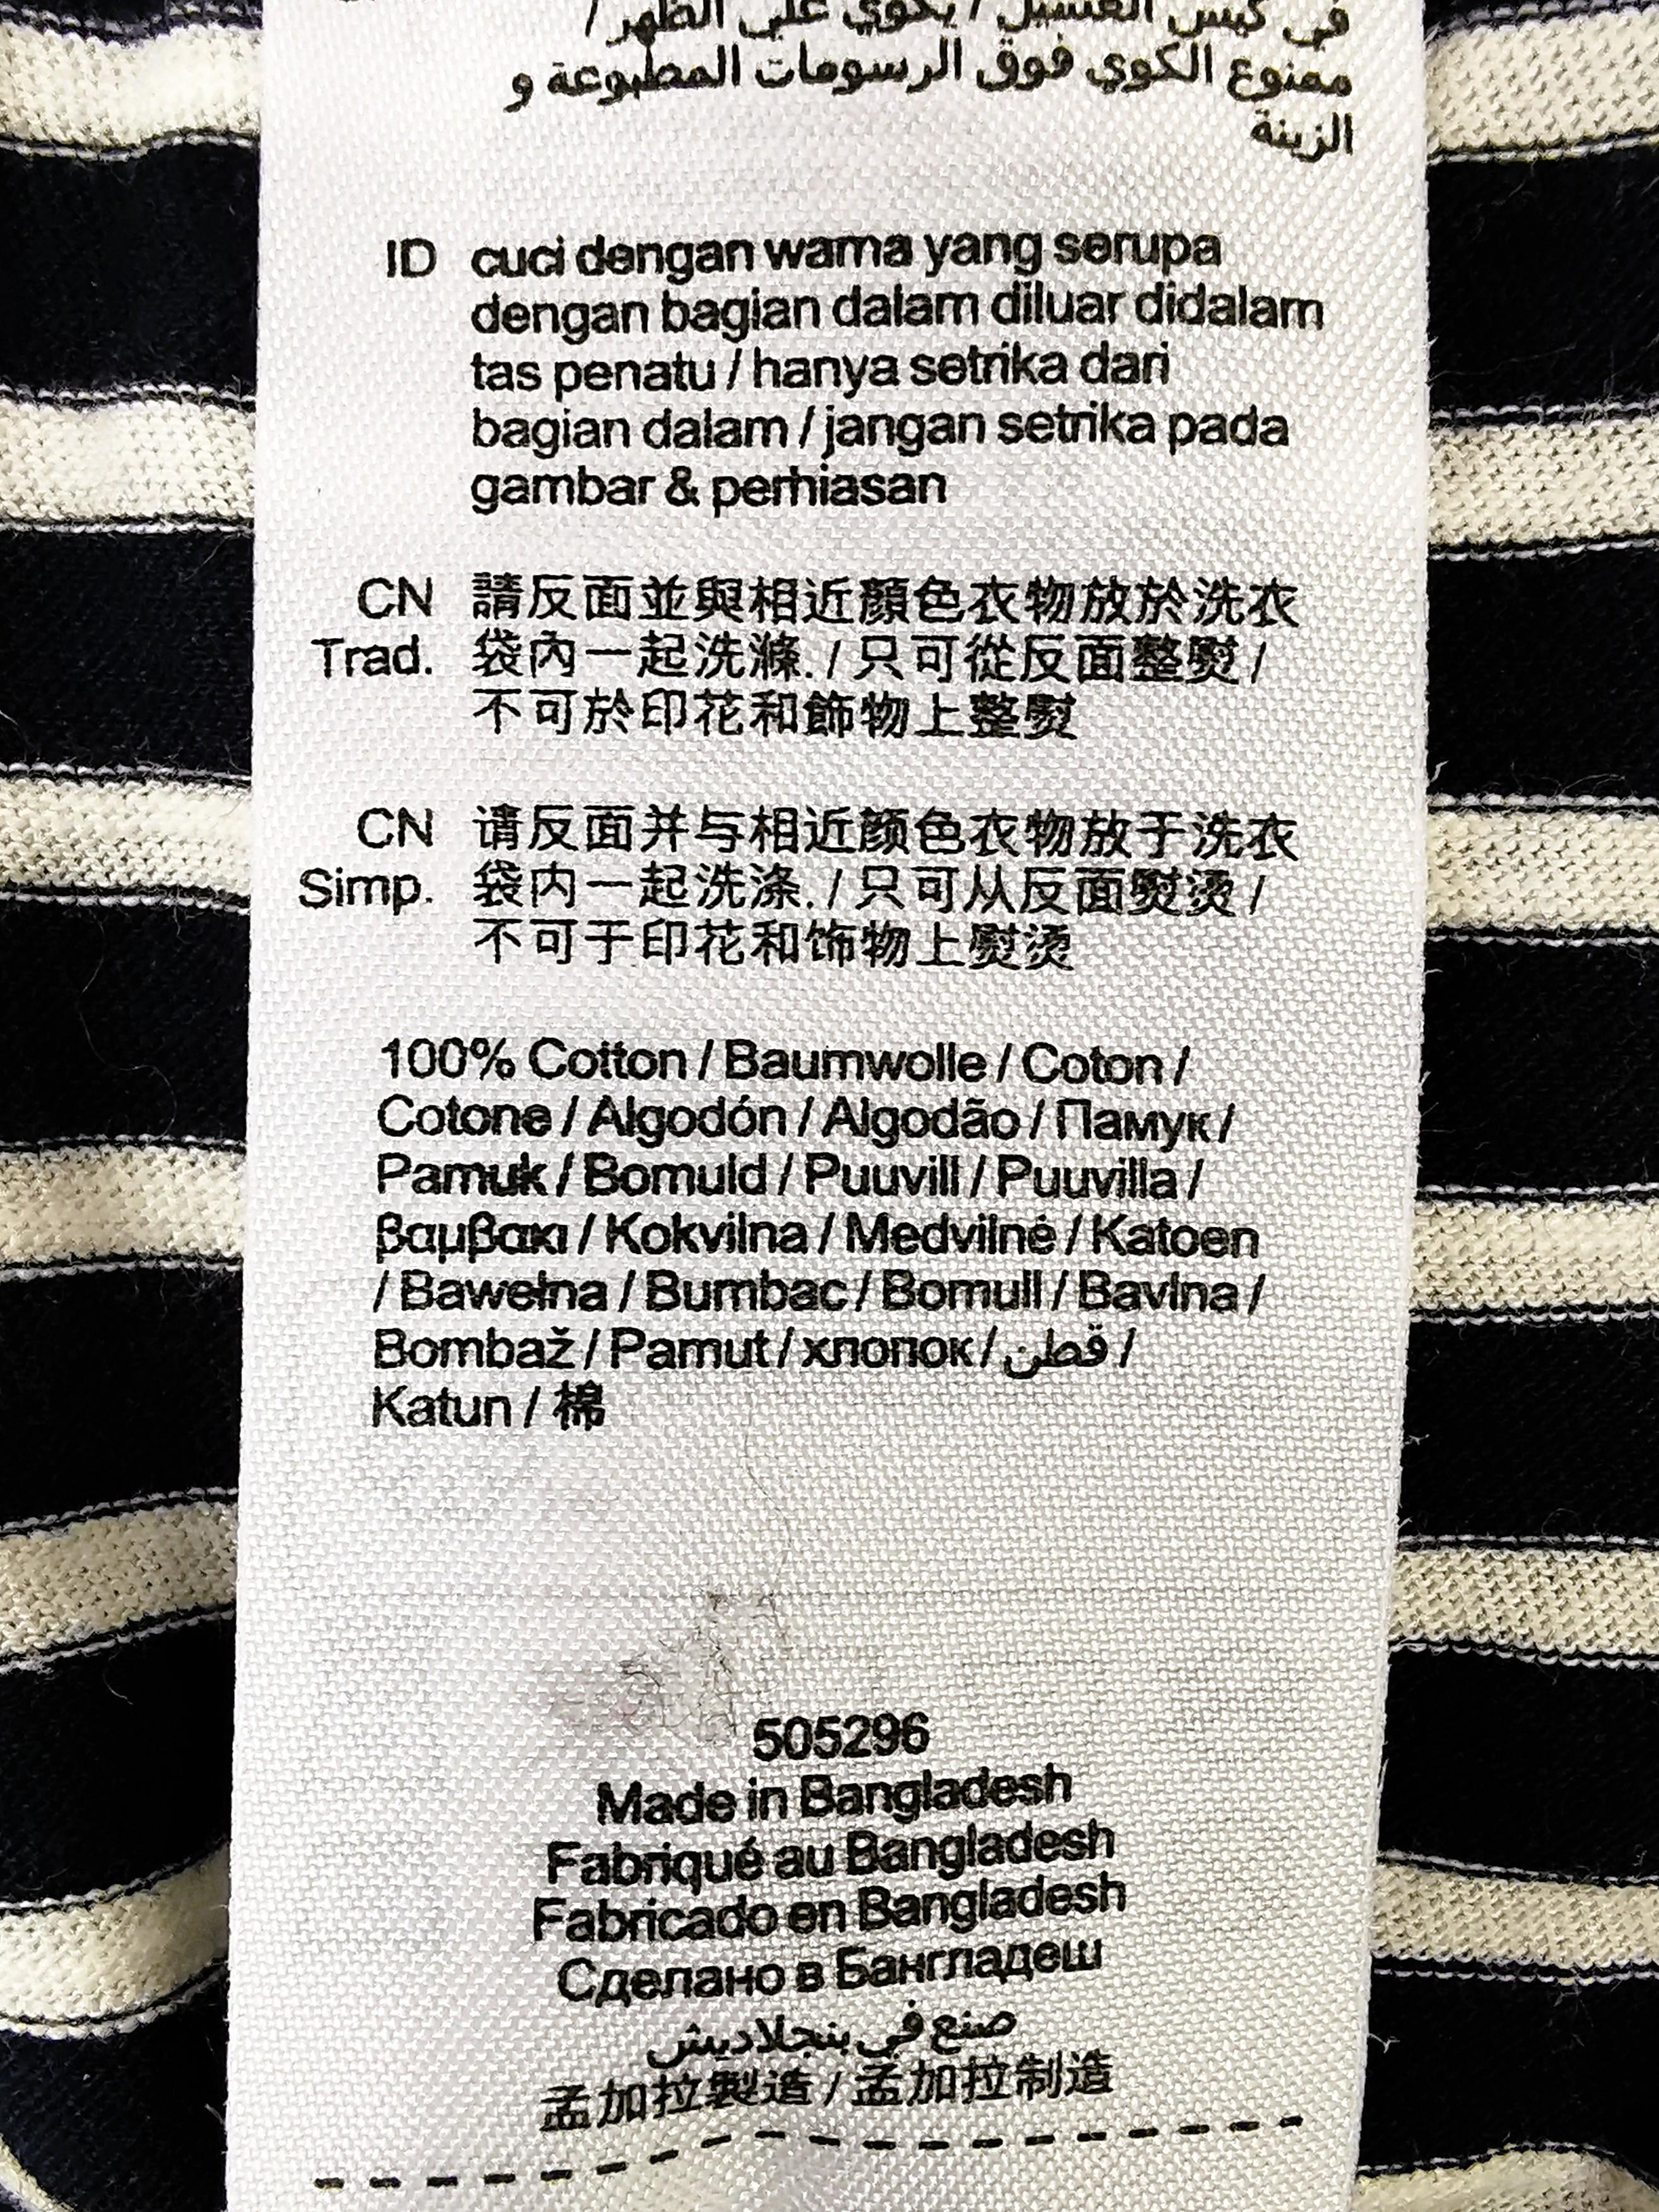 في كيس الغسيل / يكوي على الظهر /
ممنوع الكوي فوق الرسومات المطبوعة و
الزينة
ID cuci dengan warna yang serupa
dengan bagian dalam diluar didalam
tas penatu / hanya setrika dari
bagian dalam / jangan setrika pada
gambar & perhiasan
CN 請反面並與相近顏色衣物放於洗衣
Trad. 袋內一起洗滌. / 只可從反面整熨 /
不可於印花和飾物上整熨
CN 请反面并与相近颜色衣物放于洗衣
Simp. 袋内一起洗涤. / 只可从反面熨烫 /
不可于印花和饰物上熨烫
100% Cotton / Baumwolle / Coton /
Cotone / Algodón / Algodão / Памук /
Pamuk / Bomuld / Puuvill / Puuvilla /
βαμβακι / Kokvilna / Medvilnė / Katoen
/ Bawełna / Bumbac / Bomull / Bavlna /
Bombaž / Pamut / хлопок / قطن /
Katun / 棉
505296
Made in Bangladesh
Fabriqué au Bangladesh
Fabricado en Bangladesh
Сделано в Бангладеш
صنع في بنجلاديش
孟加拉製造 / 孟加拉制造